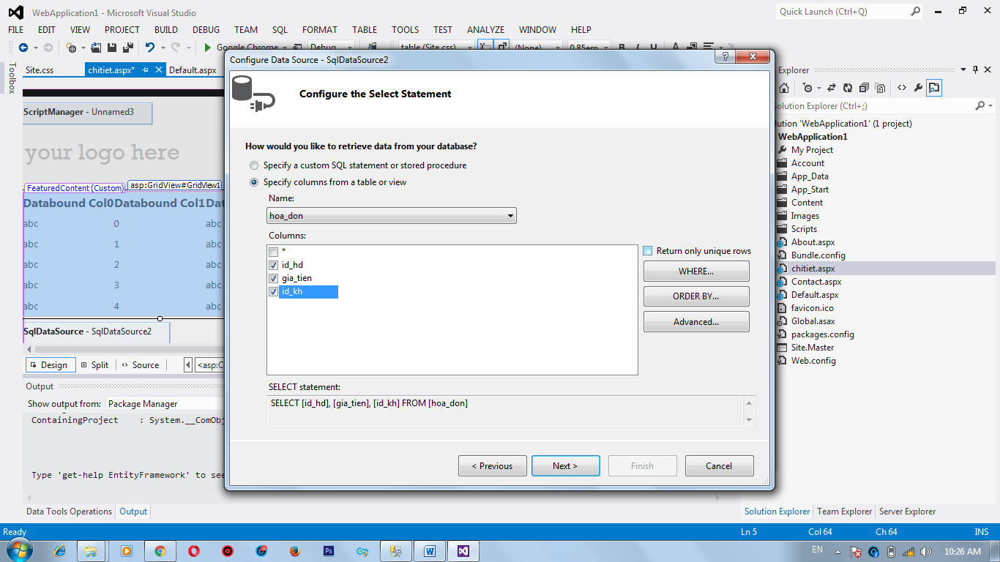 WebApplication1 - Microsoft Visual Studio
Quick Launch (Ctrl+Q)
FILE EDIT VIEW PROJECT BUILD DEBUG TEAM SQL FORMAT TABLE TOOLS TEST ANALYZE WINDOW HELP
Google Chrome Debug table (Site.css) (None) 0.85em B I U A
Toolbox
Site.css chitiet.aspx* Default.aspx
ScriptManager - Unnamed3
your logo here
FeaturedContent (Custom) asp:GridView#GridView1
Databound Col0 Databound Col1 Dat
abc 0 abc
abc 1 abc
abc 2 abc
abc 3 abc
abc 4 abc
SqlDataSource - SqlDataSource2
Design Split Source <asp:C
Output
Show output from: Package Manager
ContainingProject : System.__ComObj
Type 'get-help EntityFramework' to see
Data Tools Operations Output
Configure Data Source - SqlDataSource2
Configure the Select Statement
How would you like to retrieve data from your database?
Specify a custom SQL statement or stored procedure
Specify columns from a table or view
Name:
hoa_don
Columns:
*
id_hd
gia_tien
id_kh
Return only unique rows
WHERE...
ORDER BY...
Advanced...
SELECT statement:
SELECT [id_hd], [gia_tien], [id_kh] FROM [hoa_don]
< Previous Next > Finish Cancel
Explorer
olution Explorer (Ctrl+;)
lution 'WebApplication1' (1 project)
WebApplication1
My Project
Account
App_Data
App_Start
Content
Images
Scripts
About.aspx
Bundle.config
chitiet.aspx
Contact.aspx
Default.aspx
favicon.ico
Global.asax
packages.config
Site.Master
Web.config
Solution Explorer Team Explorer Server Explorer
Ready Ln 5 Col 64 Ch 64 INS
EN 10:26 AM